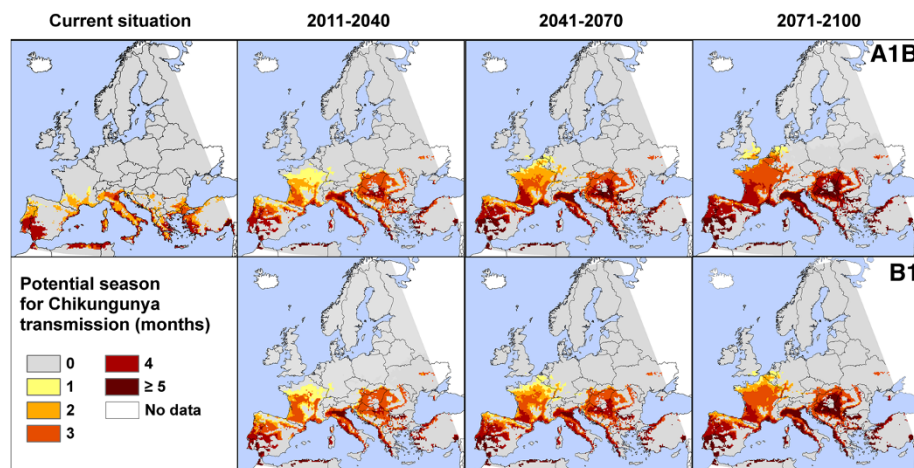 Current situation
2011-2040
2041-2070
2071-2100
A1B
B1
Potential season
for Chikungunya
transmission (months)
0
1
2
3
4
≥ 5
No data